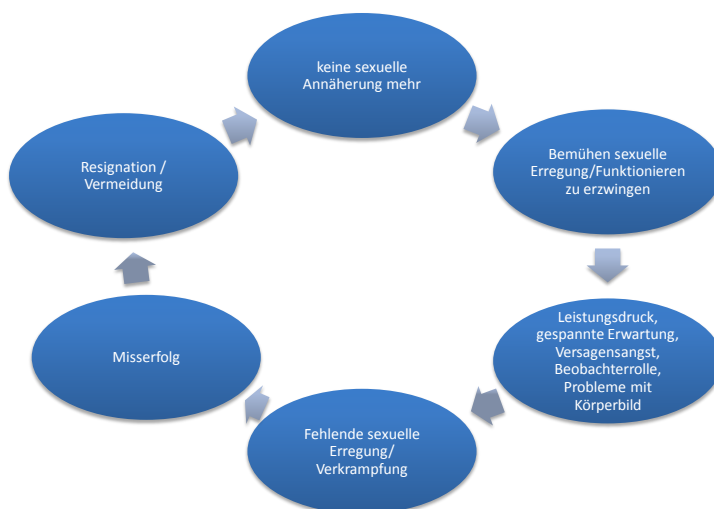 keine sexuelle
Annäherung mehr
Bemühen sexuelle
Erregung/Funktionieren
zu erzwingen
Leistungsdruck,
gespannte Erwartung,
Versagensangst,
Beobachterrolle,
Probleme mit
Körperbild
Fehlende sexuelle
Erregung/
Verkrampfung
Misserfolg
Resignation /
Vermeidung